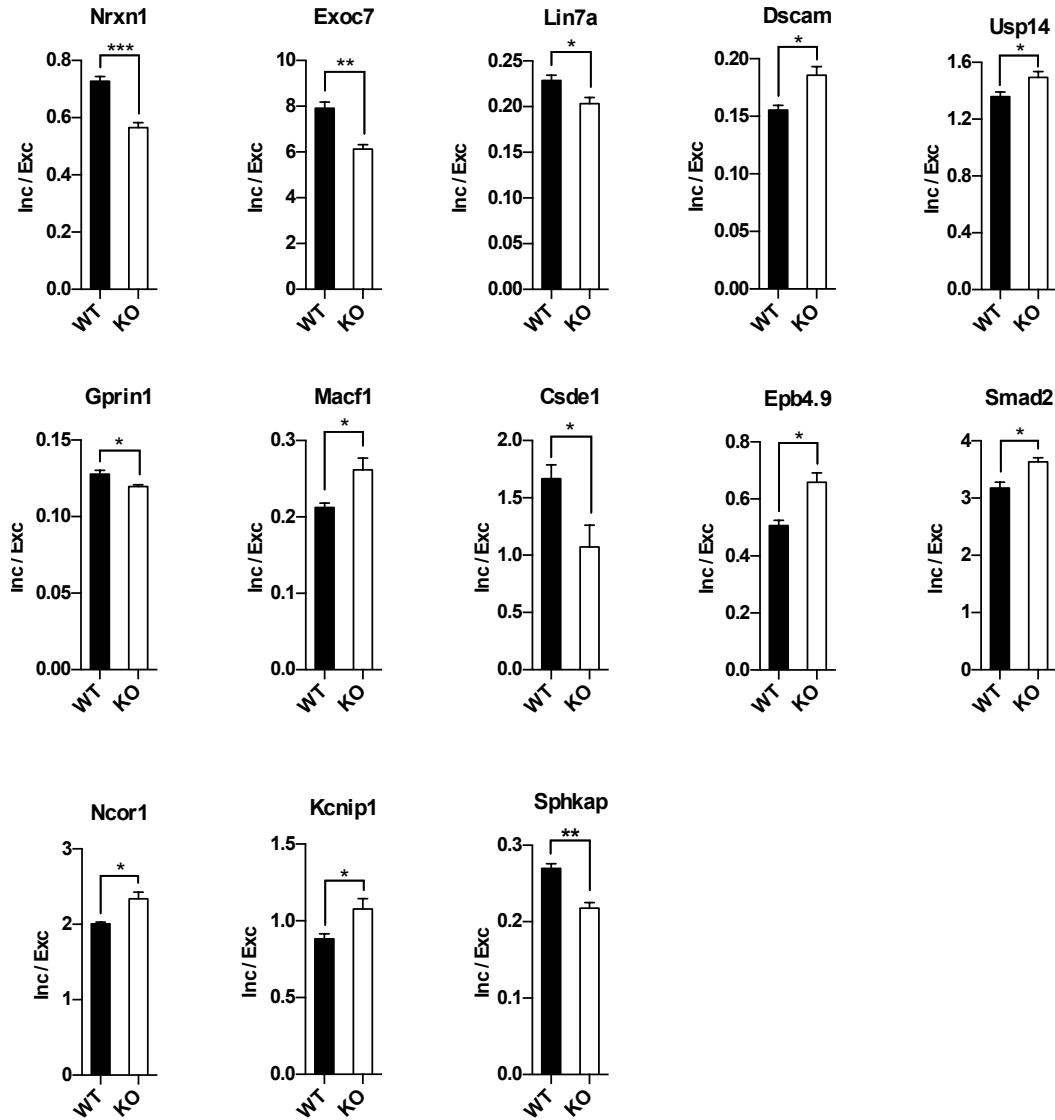 Nrxn1
***
0.8
0.6
0.4
0.2
0.0
Inc / Exc
WT
KO
Exoc7
**
10
8
6
4
2
0
Inc / Exc
WT
KO
Lin7a
*
0.25
0.20
0.15
0.10
0.05
0.00
Inc / Exc
WT
KO
Dscam
*
0.20
0.15
0.10
0.05
0.00
Inc / Exc
WT
KO
Usp14
*
1.6
1.2
0.8
0.4
0.0
Inc / Exc
WT
KO
Gprin1
*
0.15
0.10
0.05
0.00
Inc / Exc
WT
KO
Macf1
*
0.3
0.2
0.1
0.0
Inc / Exc
WT
KO
Csde1
*
2.0
1.5
1.0
0.5
0.0
Inc / Exc
WT
KO
Epb4.9
*
0.8
0.6
0.4
0.2
0.0
Inc / Exc
WT
KO
Smad2
*
4
3
2
1
0
Inc / Exc
WT
KO
Ncor1
*
3
2
1
0
Inc / Exc
WT
KO
Kcnip1
*
1.5
1.0
0.5
0.0
Inc / Exc
WT
KO
Sphkap
**
0.3
0.2
0.1
0.0
Inc / Exc
WT
KO